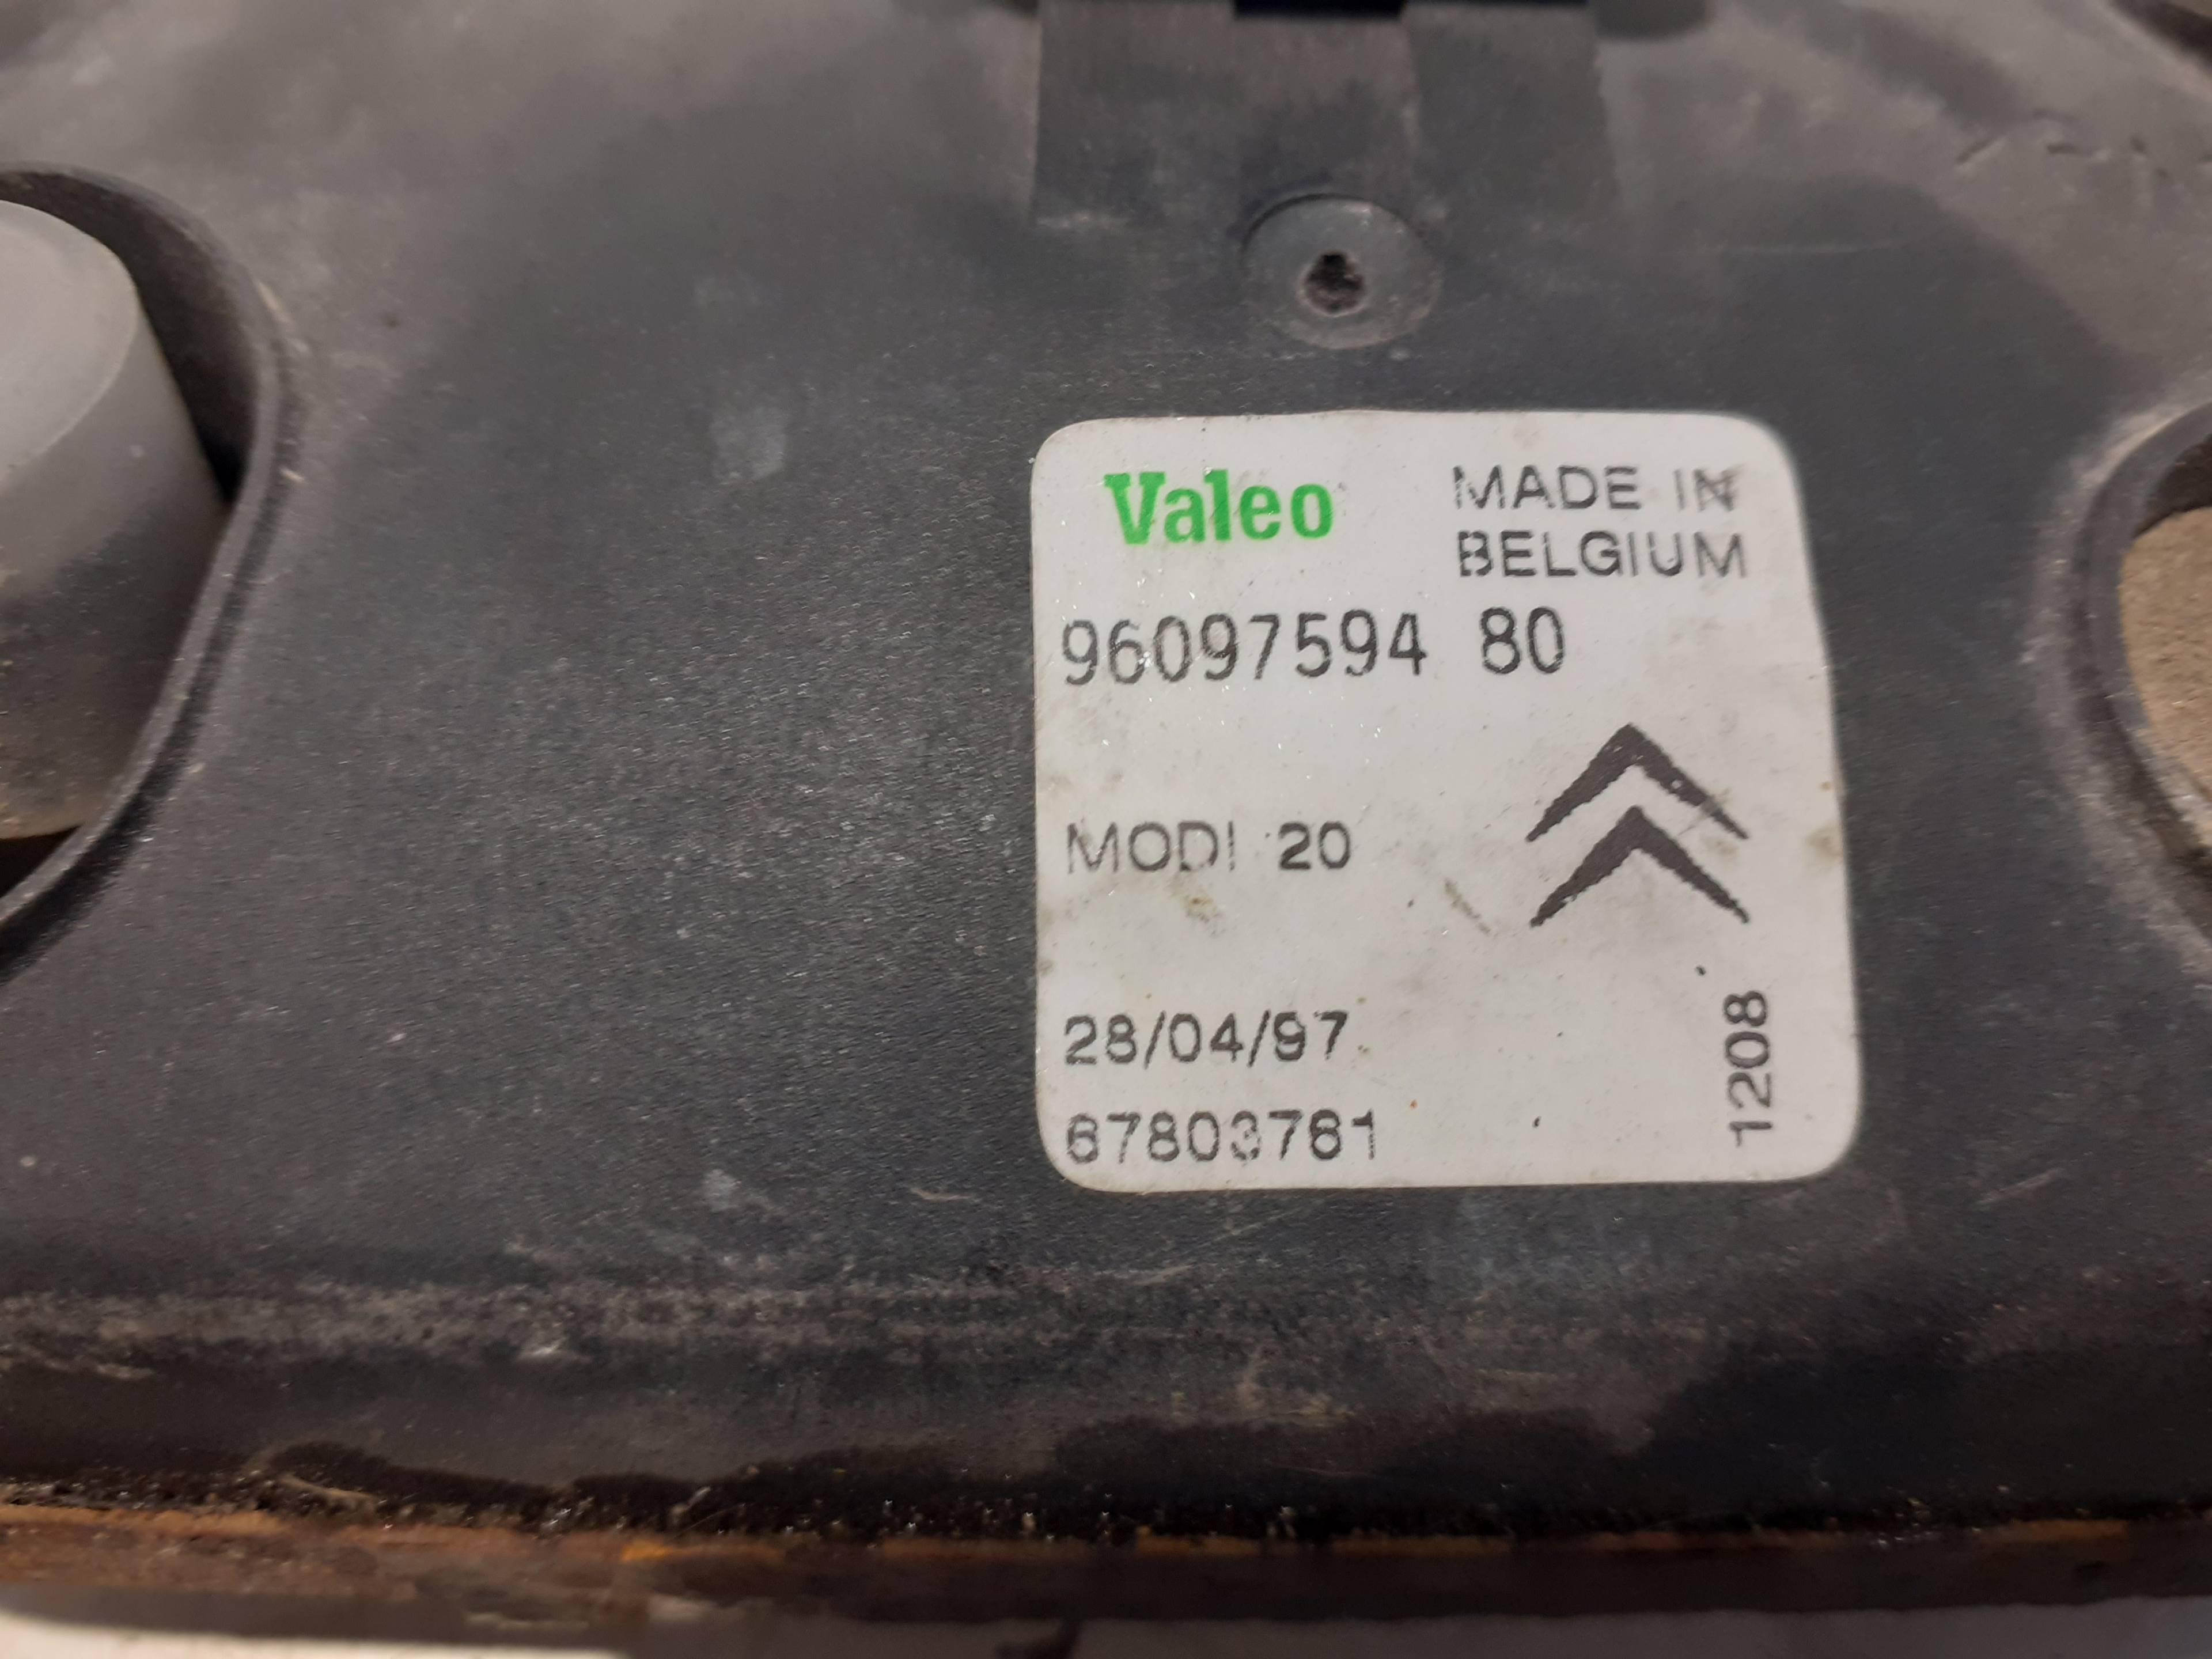 Valeo
MADE IN
BELGIUM
96097594 80
MODI 20
28/04/97
67803761
1208